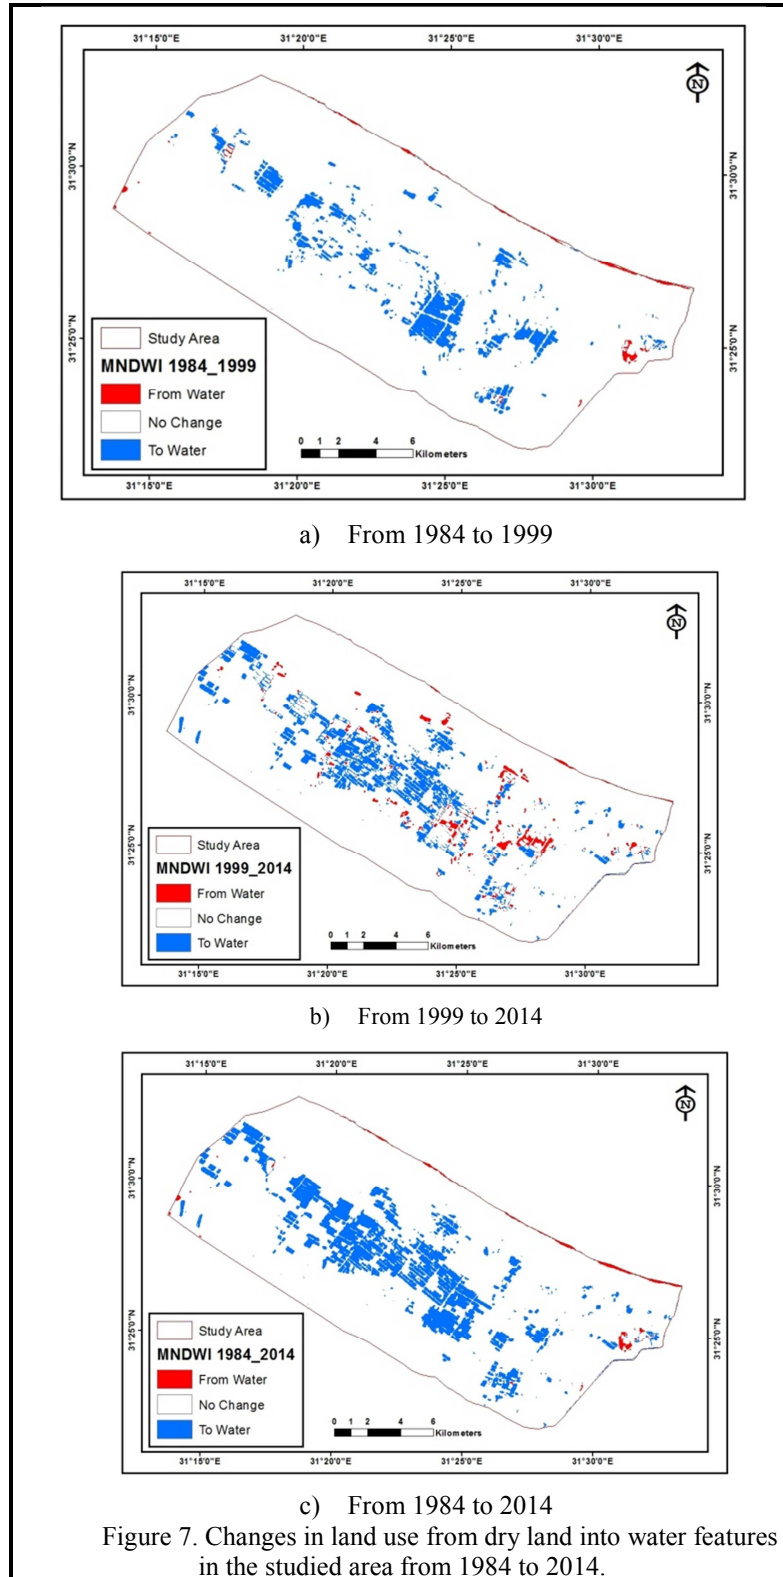 31°15'0"E 31°20'0"E 31°25'0"E 31°30'0"E
N
31°30'0"N 31°30'0"N
31°25'0"N 31°25'0"N
Study Area
MNDWI 1984_1999
From Water
No Change
To Water
0 1 2 4 6
Kilometers
31°15'0"E 31°20'0"E 31°25'0"E 31°30'0"E
a) From 1984 to 1999
31°15'0"E 31°20'0"E 31°25'0"E 31°30'0"E
N
31°30'0"N 31°30'0"N
31°25'0"N 31°25'0"N
Study Area
MNDWI 1999_2014
From Water
No Change
To Water
0 1 2 4 6
Kilometers
31°15'0"E 31°20'0"E 31°25'0"E 31°30'0"E
b) From 1999 to 2014
31°15'0"E 31°20'0"E 31°25'0"E 31°30'0"E
N
31°30'0"N 31°30'0"N
31°25'0"N 31°25'0"N
Study Area
MNDWI 1984_2014
From Water
No Change
To Water
0 1 2 4 6
Kilometers
31°15'0"E 31°20'0"E 31°25'0"E 31°30'0"E
c) From 1984 to 2014
Figure 7. Changes in land use from dry land into water features
in the studied area from 1984 to 2014.